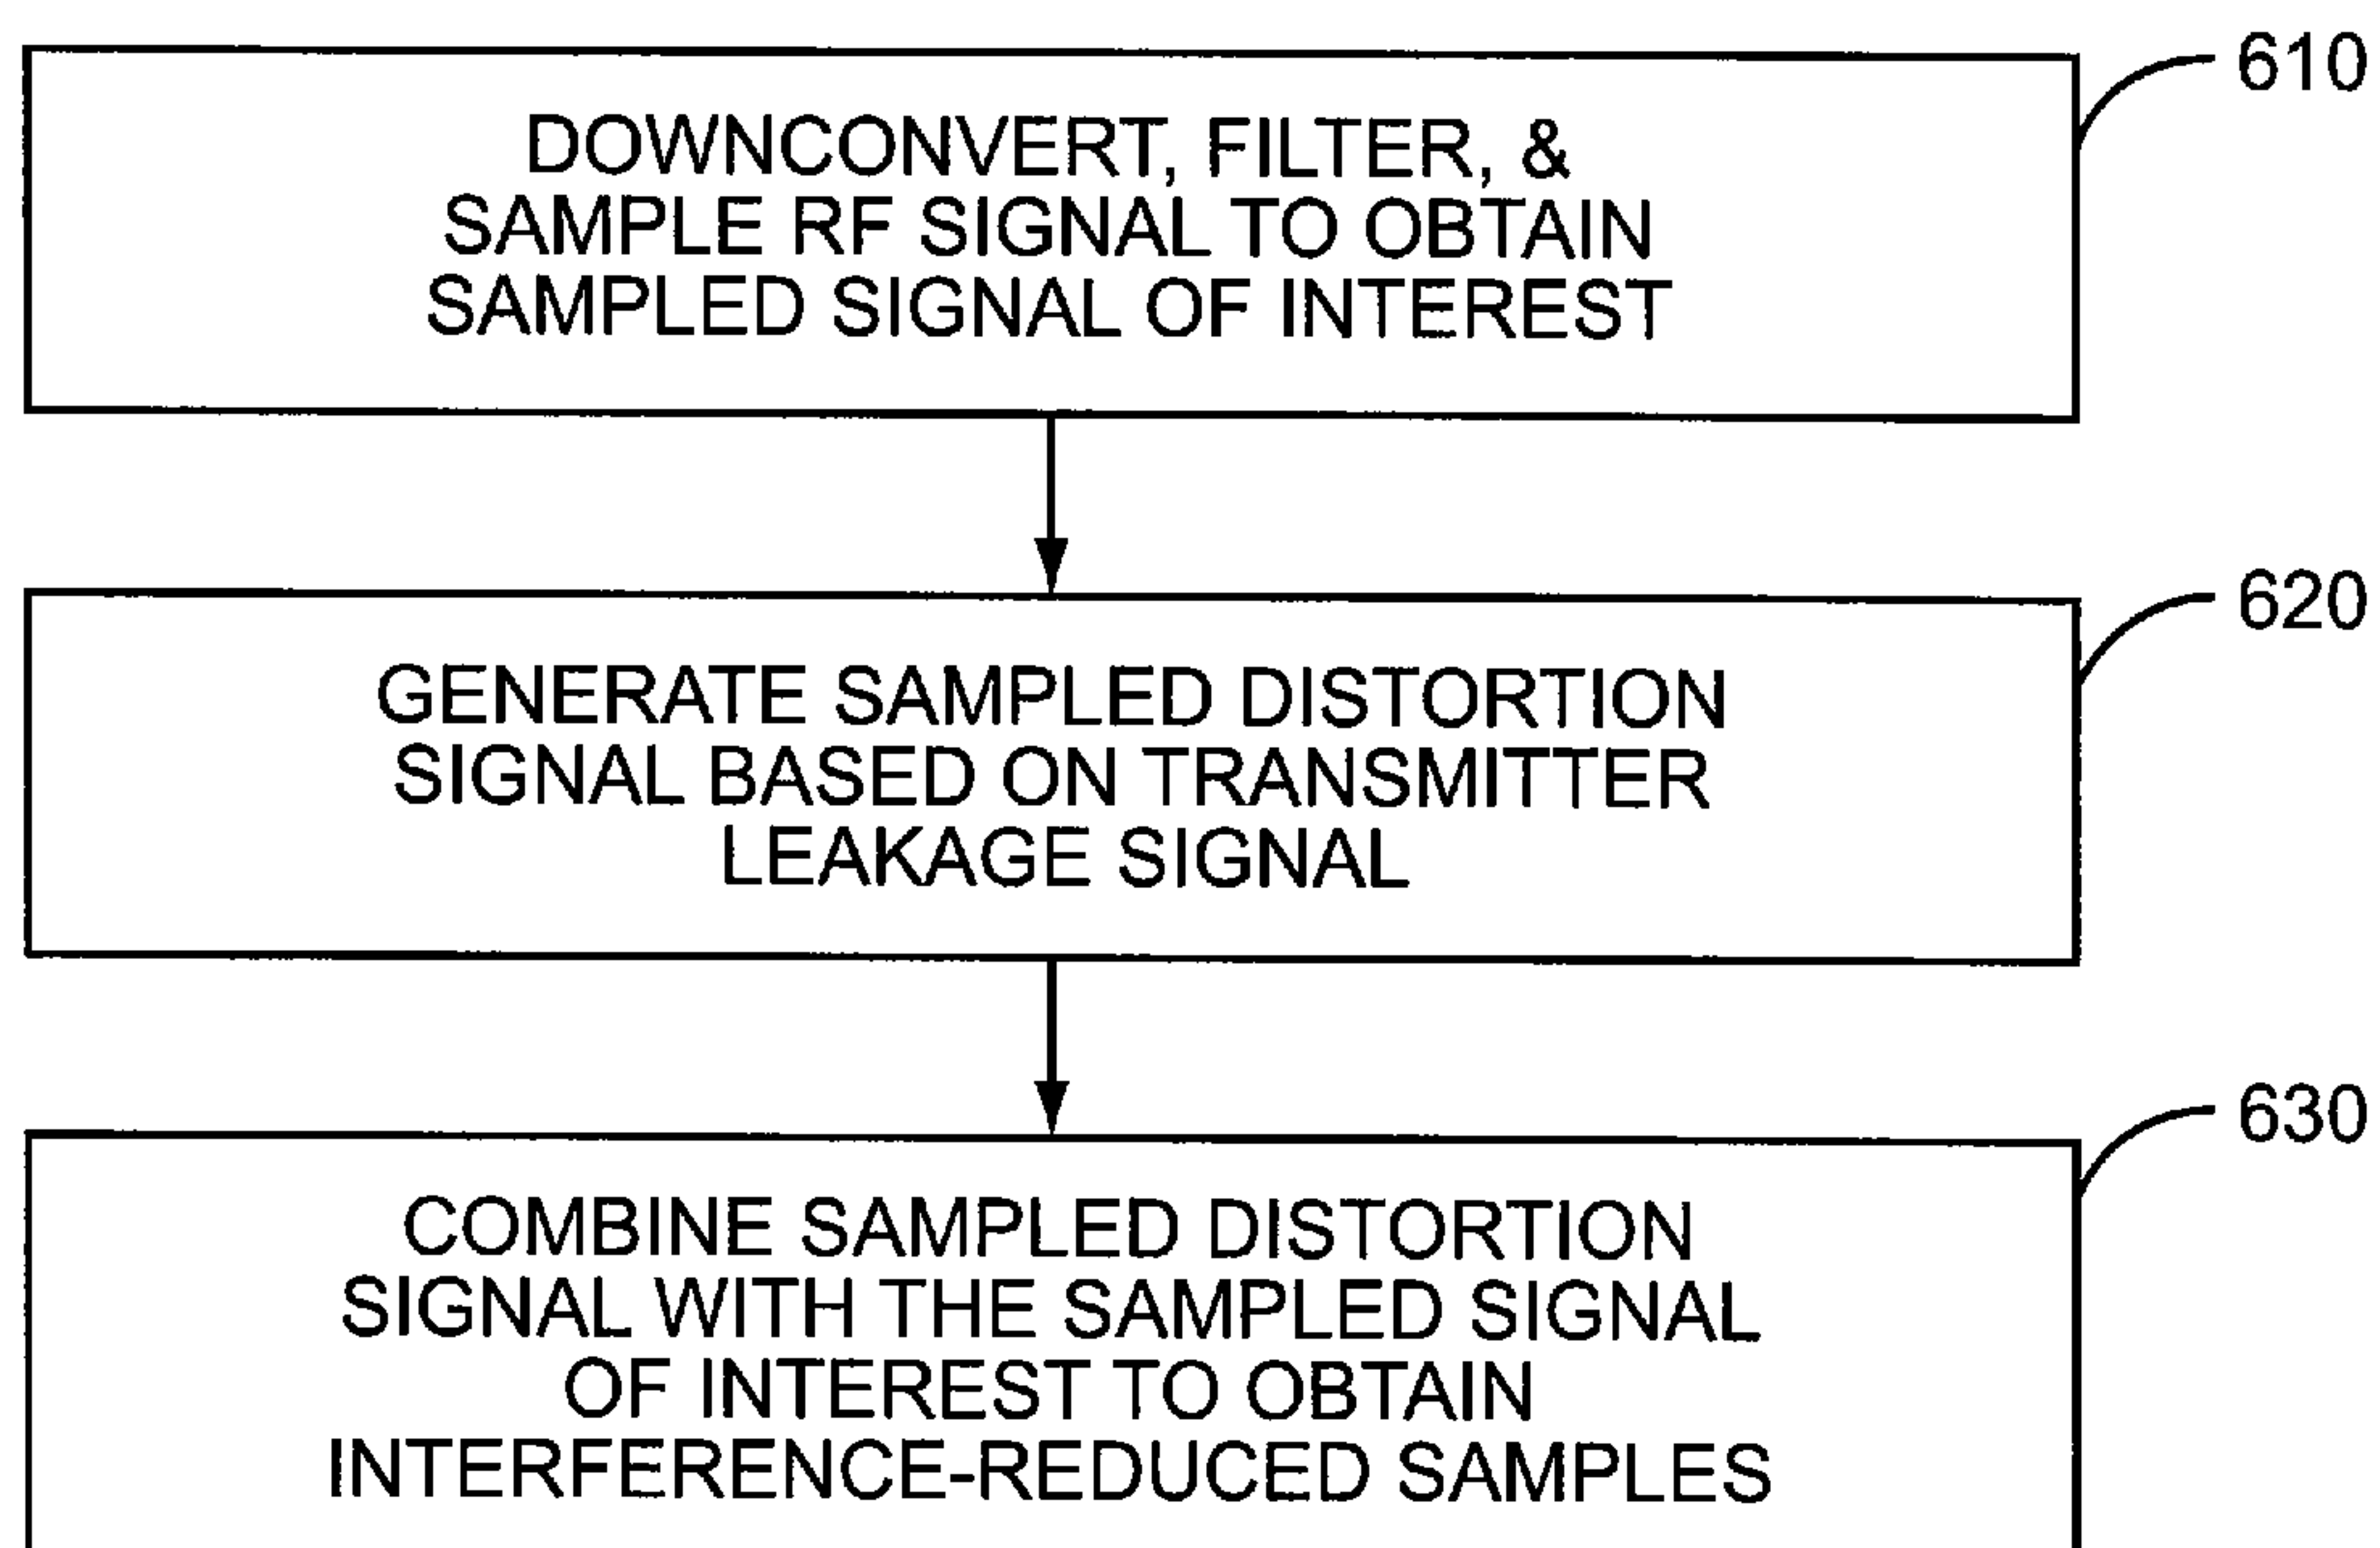 610
DOWNCONVERT, FILTER, &
SAMPLE RF SIGNAL TO OBTAIN
SAMPLED SIGNAL OF INTEREST
620
GENERATE SAMPLED DISTORTION
SIGNAL BASED ON TRANSMITTER
LEAKAGE SIGNAL
630
COMBINE SAMPLED DISTORTION
SIGNAL WITH THE SAMPLED SIGNAL
OF INTEREST TO OBTAIN
INTERFERENCE-REDUCED SAMPLES